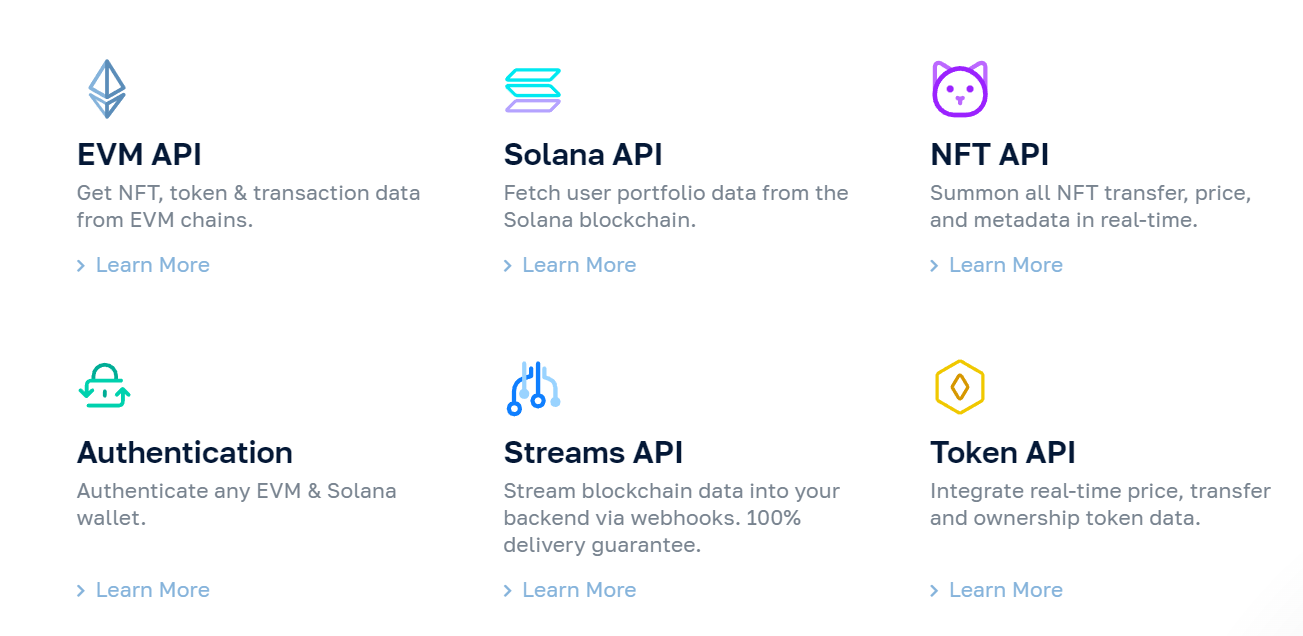 EVM API
Get NFT, token & transaction data
from EVM chains.
Learn More
Solana API
Fetch user portfolio data from the
Solana blockchain.
Learn More
NFT API
Summon all NFT transfer, price,
and metadata in real-time.
Learn More
Authentication
Authenticate any EVM & Solana
wallet.
Learn More
Streams API
Stream blockchain data into your
backend via webhooks. 100%
delivery guarantee.
Learn More
Token API
Integrate real-time price, transfer
and ownership token data.
Learn More